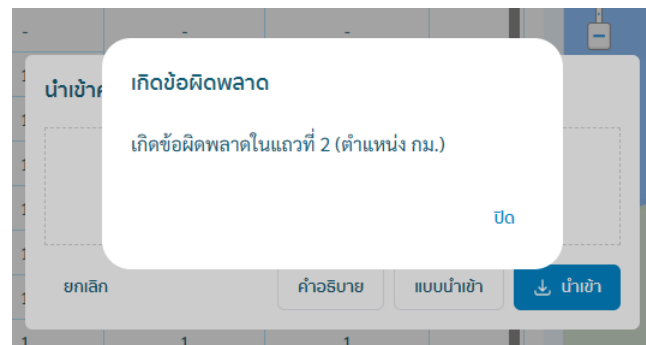 - - -
เกิดข้อผิดพลาด
นำเข้า
เกิดข้อผิดพลาดในแถวที่ 2 (ตำแหน่ง กม.)
ปิด
ยกเลิก คำอธิบาย แบบนำเข้า นำเข้า
1 1 1